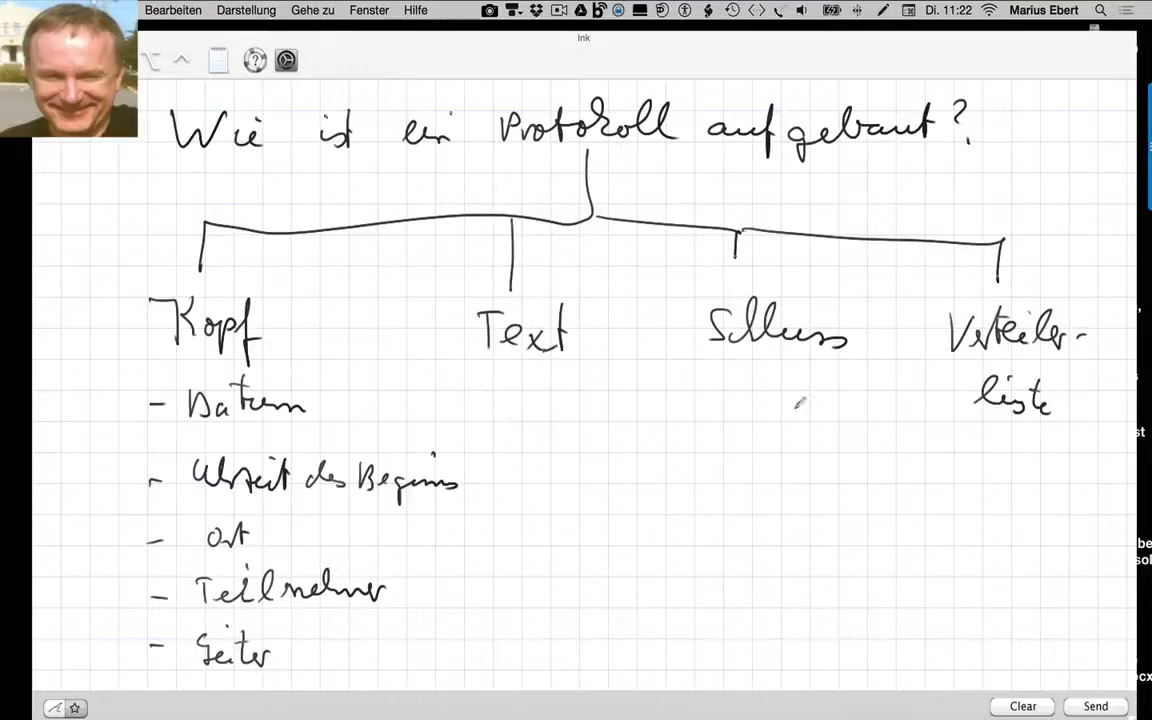 Bearbeiten Darstellung Gehe zu Fenster Hilfe Di. 11:22 Marius Ebert
Ink
Wie ist ein Protokoll aufgebaut?
Kopf Text Schluss Verteiler-
liste
- Datum
- Uhrzeit des Beginns
- Ort
- Teilnehmer
- Leiter
Clear Send